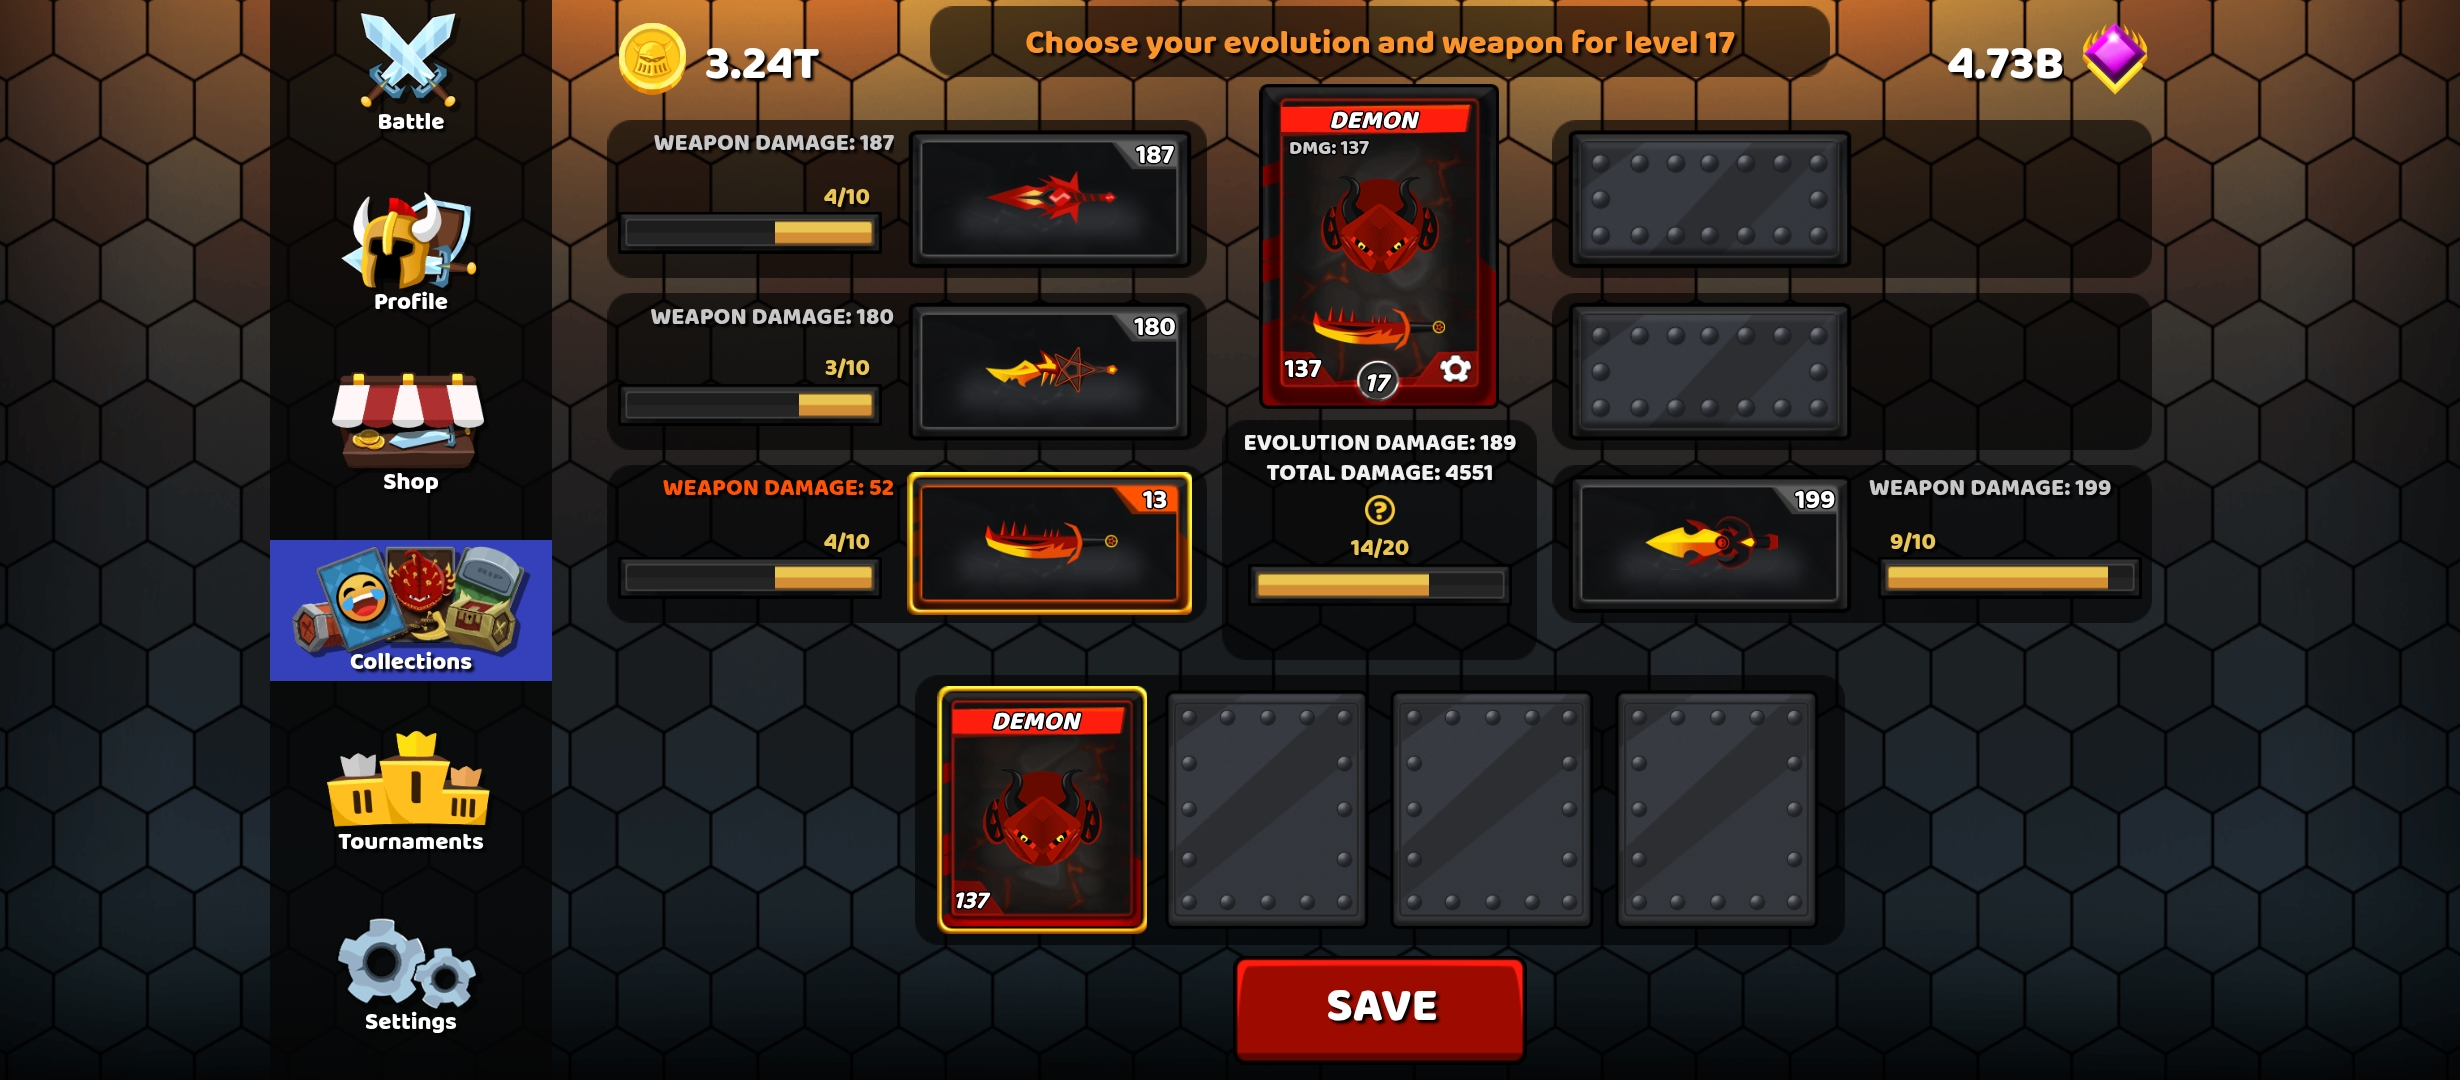 Battle
Profile
Shop
Collections
Tournaments
Settings
3.24T
Choose your evolution and weapon for level 17
4.73B
WEAPON DAMAGE: 187
4/10
187
WEAPON DAMAGE: 180
3/10
180
WEAPON DAMAGE: 52
4/10
13
DEMON
DMG: 137
137
17
EVOLUTION DAMAGE: 189
TOTAL DAMAGE: 4551
?
14/20
199
WEAPON DAMAGE: 199
9/10
DEMON
137
SAVE